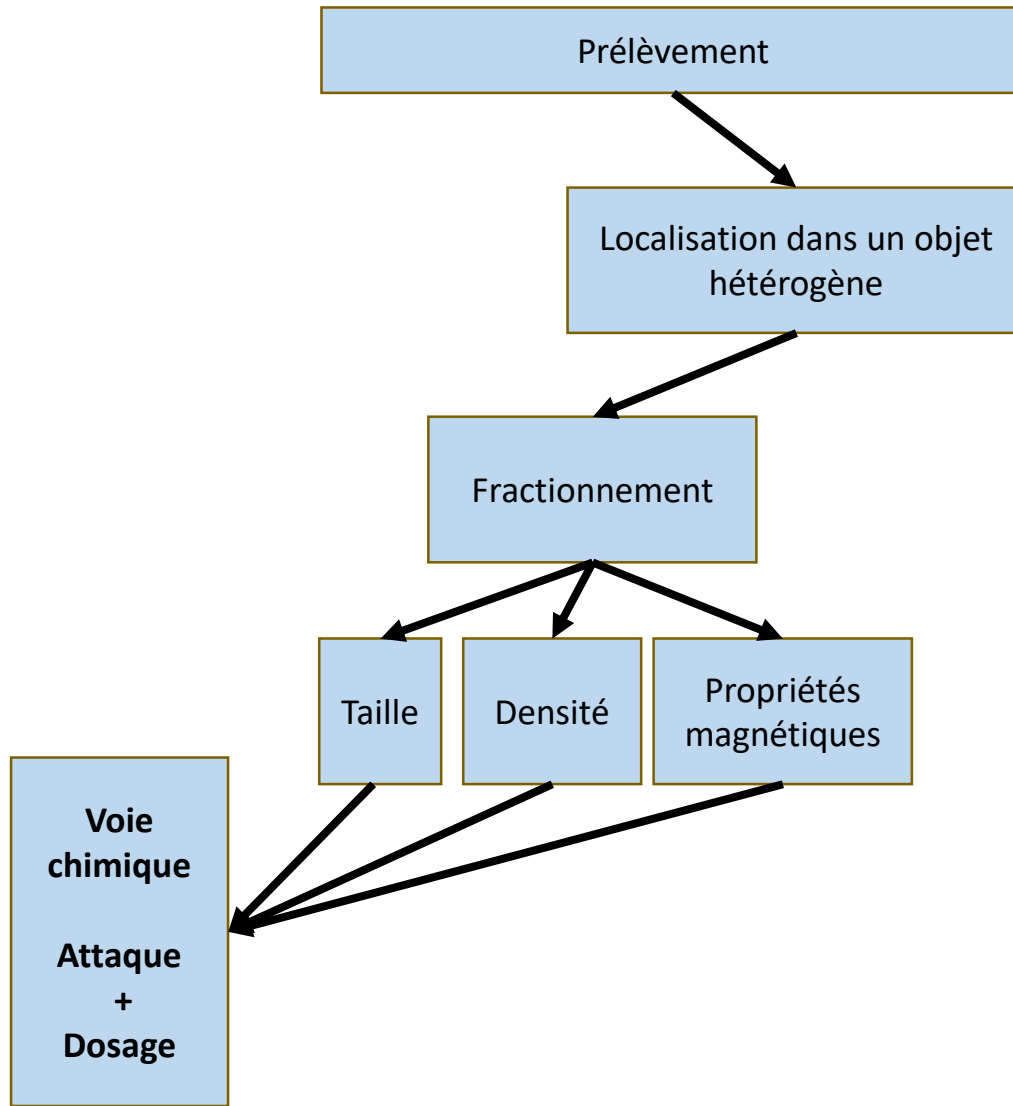 Prélèvement
Localisation dans un objet
hétérogène
Fractionnement
Taille
Densité
Propriétés
magnétiques
Voie
chimique
Attaque
+
Dosage